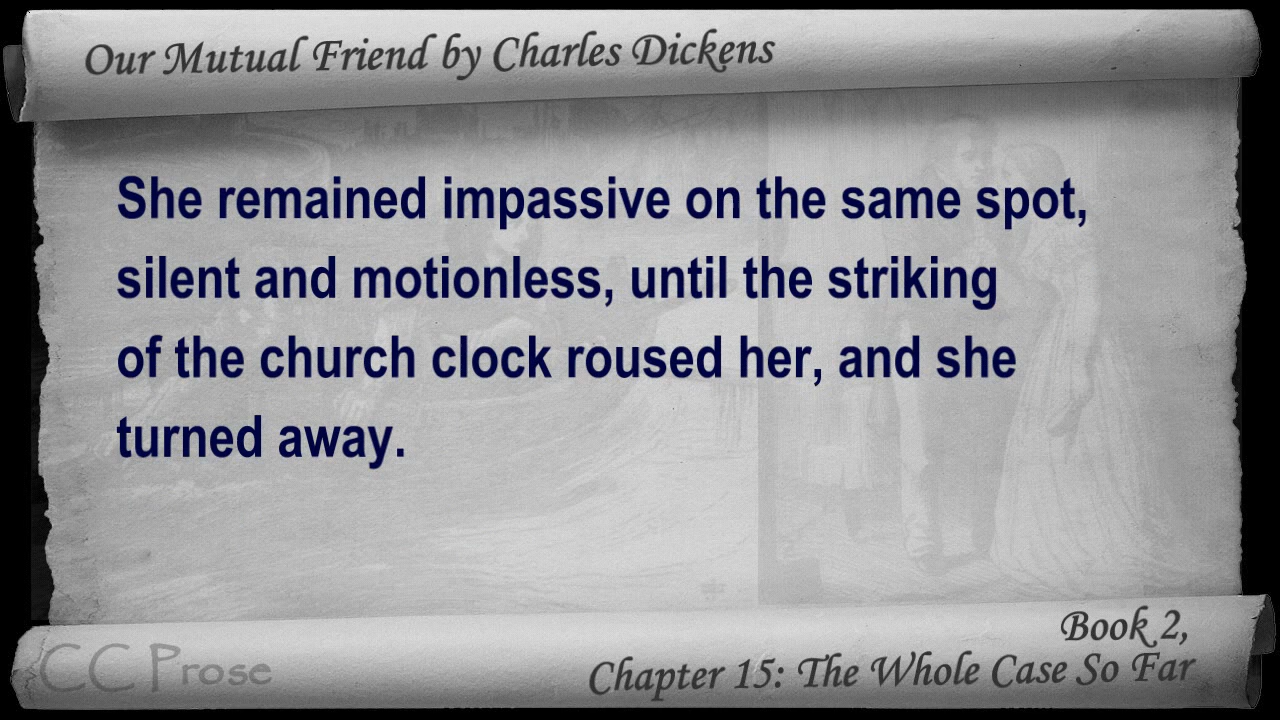 Our Mutual Friend by Charles Dickens
She remained impassive on the same spot,
silent and motionless, until the striking
of the church clock roused her, and she
turned away.
Book 2,
CC Prose
Chapter 15: The Whole Case So Far